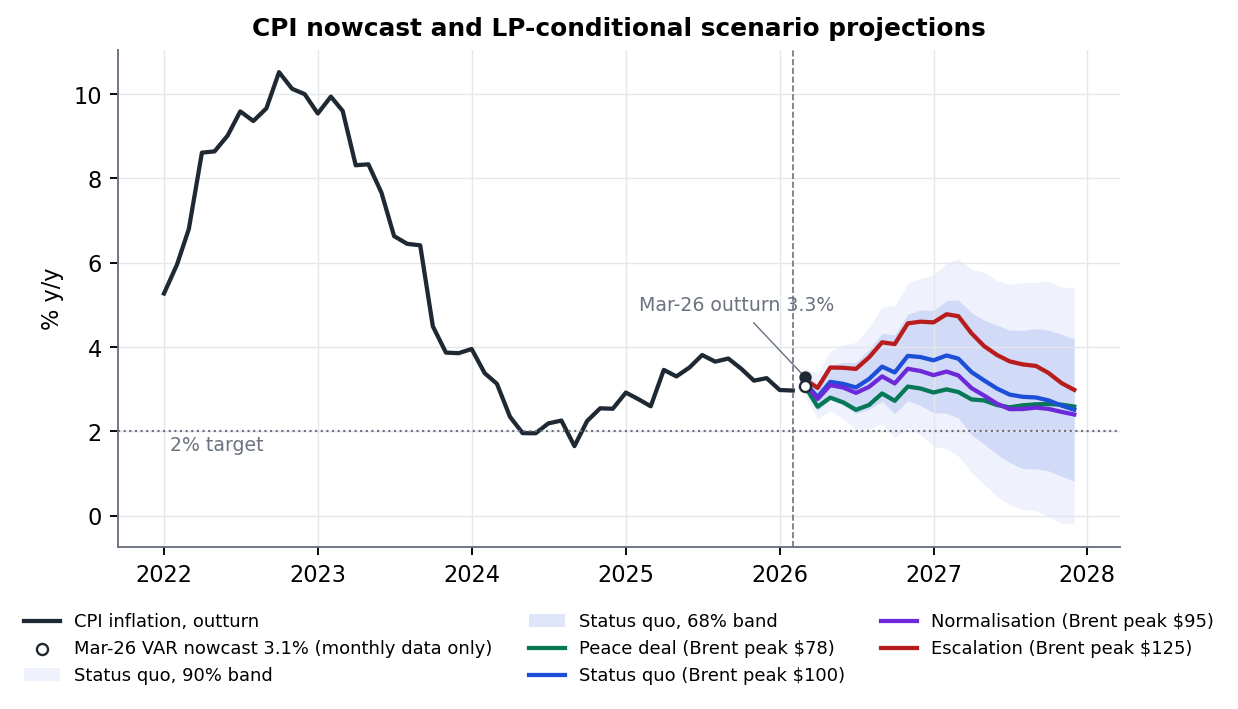 CPI nowcast and LP-conditional scenario projections
% y/y
10
8
6
4
2
0
Mar-26 outturn 3.3%
2% target
2022 2023 2024 2025 2026 2027 2028
CPI inflation, outturn
Mar-26 VAR nowcast 3.1% (monthly data only)
Status quo, 90% band
Status quo, 68% band
Peace deal (Brent peak $78)
Status quo (Brent peak $100)
Normalisation (Brent peak $95)
Escalation (Brent peak $125)